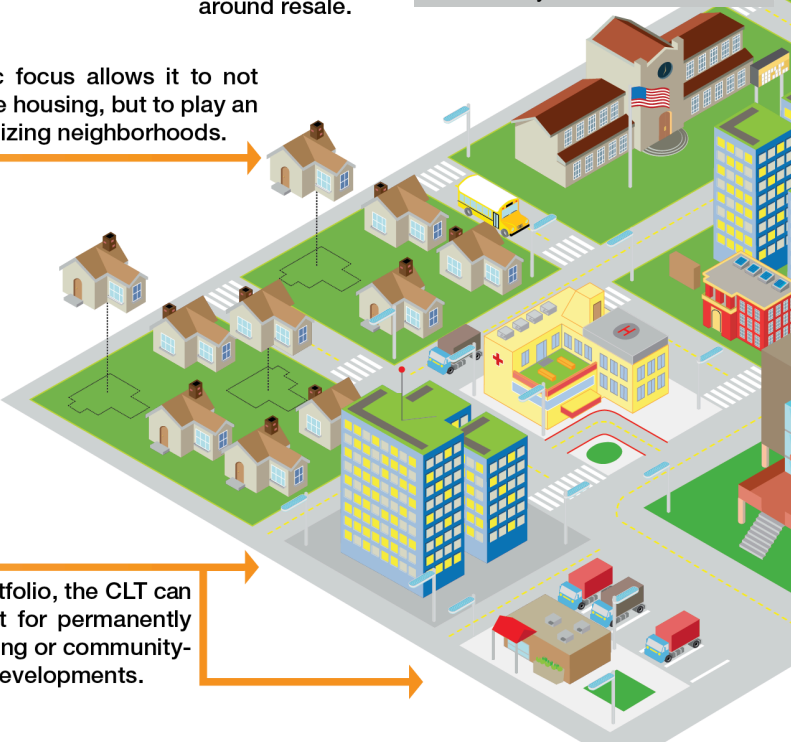 around resale.
c focus allows it to not
e housing, but to play an
izing neighborhoods.
H
tfolio, the CLT can
t for permanently
ng or community-
evelopments.